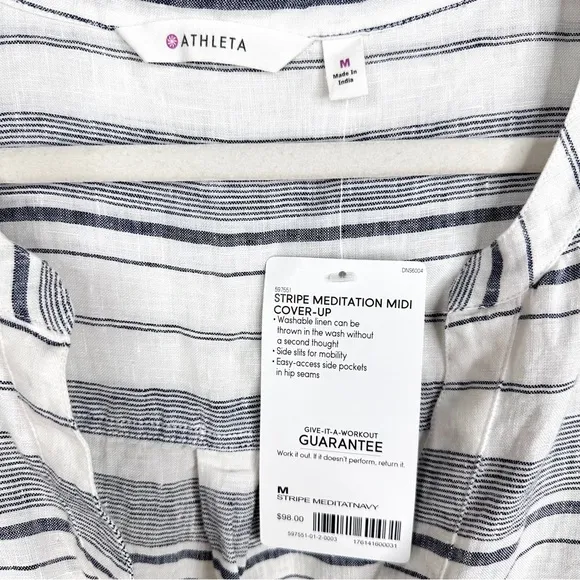 ATHLETA
M
Made In
India
DNS6004
597551
STRIPE MEDITATION MIDI
COVER-UP
• Washable linen can be
thrown in the wash without
a second thought
• Side slits for mobility
• Easy-access side pockets
in hip seams
GIVE-IT-A-WORKOUT
GUARANTEE
Work it out. If it doesn't perform, return it.
M
STRIPE MEDITATNAVY
$98.00
597551-01-2-0003 176141600031